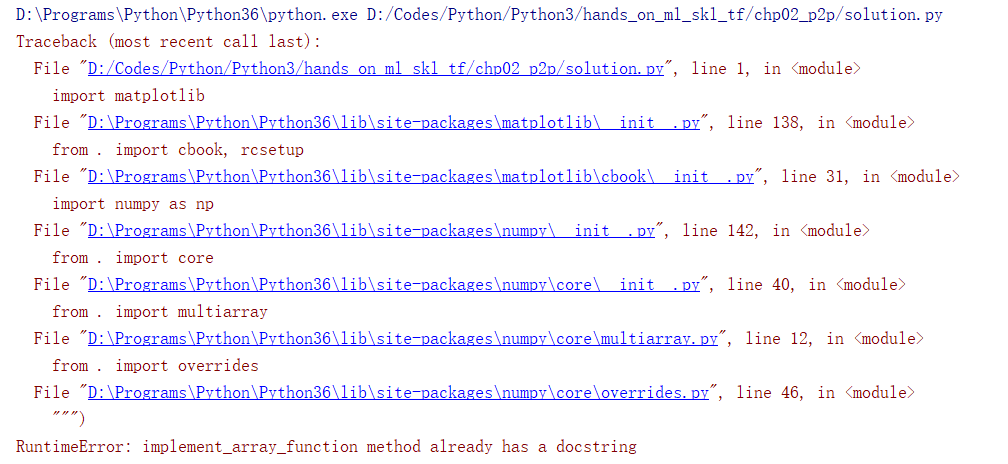 D:\Programs\Python\Python36\python.exe D:/Codes/Python/Python3/hands_on_ml_skl_tf/chp02_p2p/solution.py
Traceback (most recent call last):
  File "D:/Codes/Python/Python3/hands_on_ml_skl_tf/chp02_p2p/solution.py", line 1, in <module>
    import matplotlib
  File "D:\Programs\Python\Python36\lib\site-packages\matplotlib\__init__.py", line 138, in <module>
    from . import cbook, rcsetup
  File "D:\Programs\Python\Python36\lib\site-packages\matplotlib\cbook\__init__.py", line 31, in <module>
    import numpy as np
  File "D:\Programs\Python\Python36\lib\site-packages\numpy\__init__.py", line 142, in <module>
    from . import core
  File "D:\Programs\Python\Python36\lib\site-packages\numpy\core\__init__.py", line 40, in <module>
    from . import multiarray
  File "D:\Programs\Python\Python36\lib\site-packages\numpy\core\multiarray.py", line 12, in <module>
    from . import overrides
  File "D:\Programs\Python\Python36\lib\site-packages\numpy\core\overrides.py", line 46, in <module>
    """)
RuntimeError: implement_array_function method already has a docstring